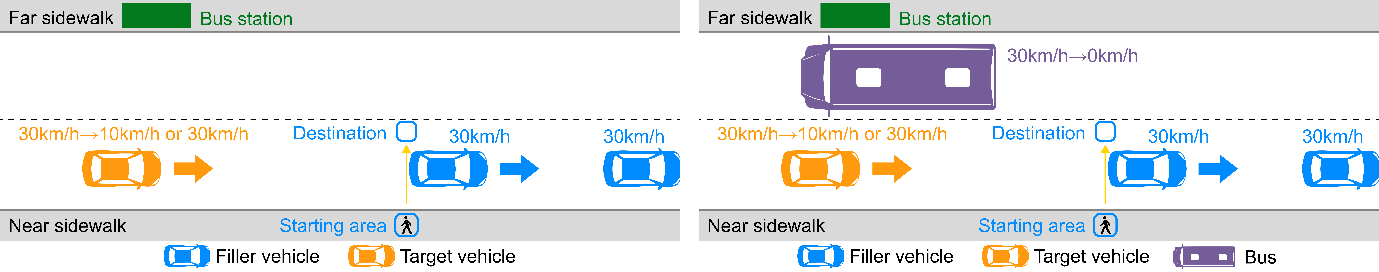 Far sidewalk Bus station
30km/h→10km/h or 30km/h Destination 30km/h 30km/h
Near sidewalk Starting area
Filler vehicle Target vehicle
Far sidewalk Bus station
30km/h→0km/h
30km/h→10km/h or 30km/h Destination 30km/h 30km/h
Near sidewalk Starting area
Filler vehicle Target vehicle Bus